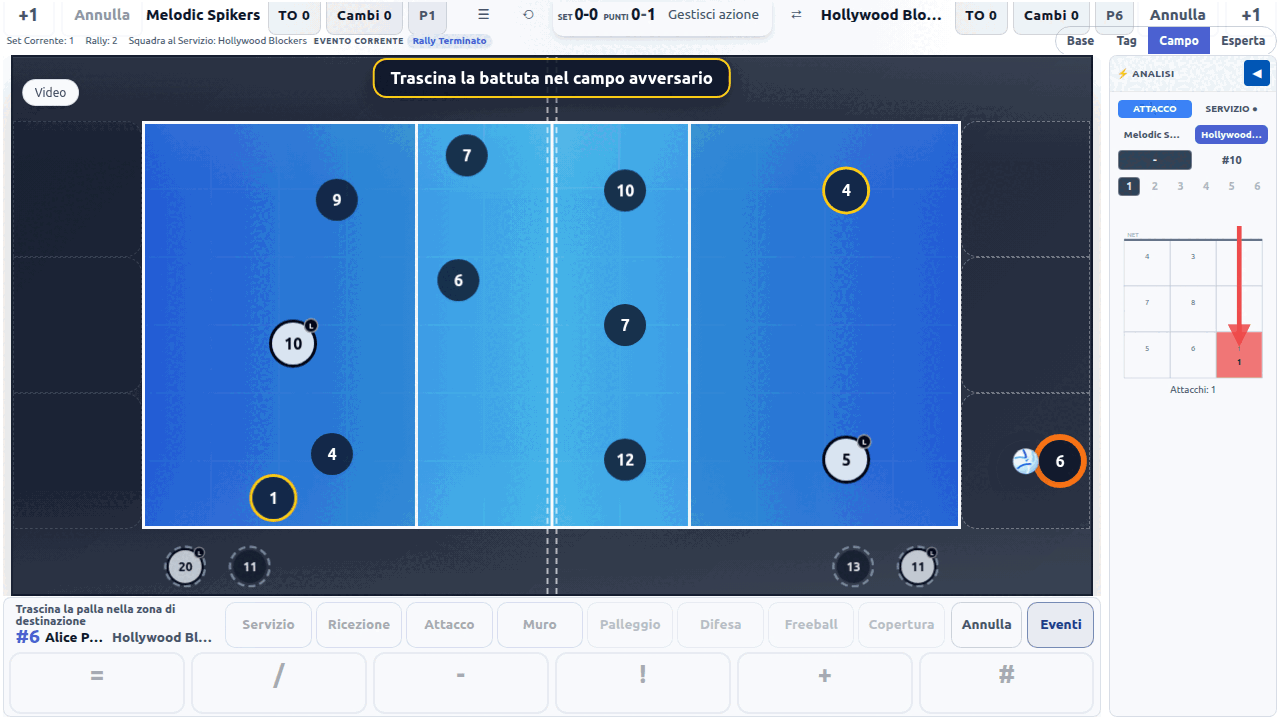 +1 Annulla Melodic Spikers TO 0 Cambi 0 P1 SET 0-0 PUNTI 0-1 Gestisci azione Hollywood Blo... TO 0 Cambi 0 P6 Annulla +1
Set Corrente: 1 Rally: 2 Squadra al Servizio: Hollywood Blockers EVENTO CORRENTE Rally Terminato
Base Tag Campo Esperta
Trascina la battuta nel campo avversario
Video
ANALISI
ATTACCO SERVIZIO
Melodic S... Hollywood...
- #10
1 2 3 4 5 6
NET
4 3
7 8
5 6
1
Attacchi: 1
7
9
10
4
6
7
10 L
4
12
5 L
6
1
20 L
11
13
11 L
Trascina la palla nella zona di
destinazione
#6 Alice P... Hollywood Bl...
Servizio Ricezione Attacco Muro Palleggio Difesa Freeball Copertura Annulla Eventi
= / - ! + #